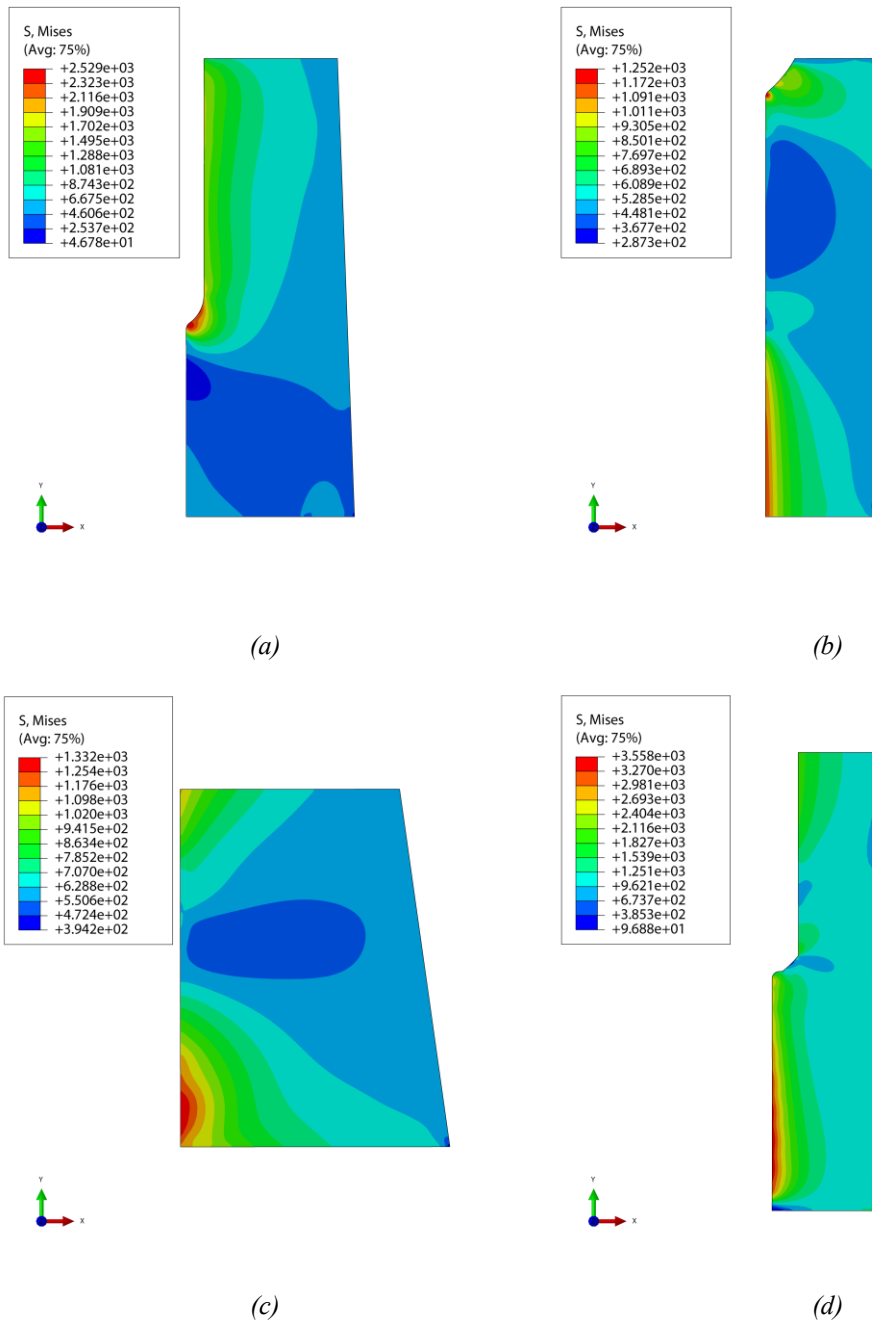 S, Mises
(Avg: 75%)
+2.529e+03
+2.323e+03
+2.116e+03
+1.909e+03
+1.702e+03
+1.495e+03
+1.288e+03
+1.081e+03
+8.743e+02
+6.675e+02
+4.606e+02
+2.537e+02
+4.678e+01
Y
X
(a)
S, Mises
(Avg: 75%)
+1.252e+03
+1.172e+03
+1.091e+03
+1.011e+03
+9.305e+02
+8.501e+02
+7.697e+02
+6.893e+02
+6.089e+02
+5.285e+02
+4.481e+02
+3.677e+02
+2.873e+02
Y
X
(b)
S, Mises
(Avg: 75%)
+1.332e+03
+1.254e+03
+1.176e+03
+1.098e+03
+1.020e+03
+9.415e+02
+8.634e+02
+7.852e+02
+7.070e+02
+6.288e+02
+5.506e+02
+4.724e+02
+3.942e+02
Y
X
(c)
S, Mises
(Avg: 75%)
+3.558e+03
+3.270e+03
+2.981e+03
+2.693e+03
+2.404e+03
+2.116e+03
+1.827e+03
+1.539e+03
+1.251e+03
+9.621e+02
+6.737e+02
+3.853e+02
+9.688e+01
Y
X
(d)